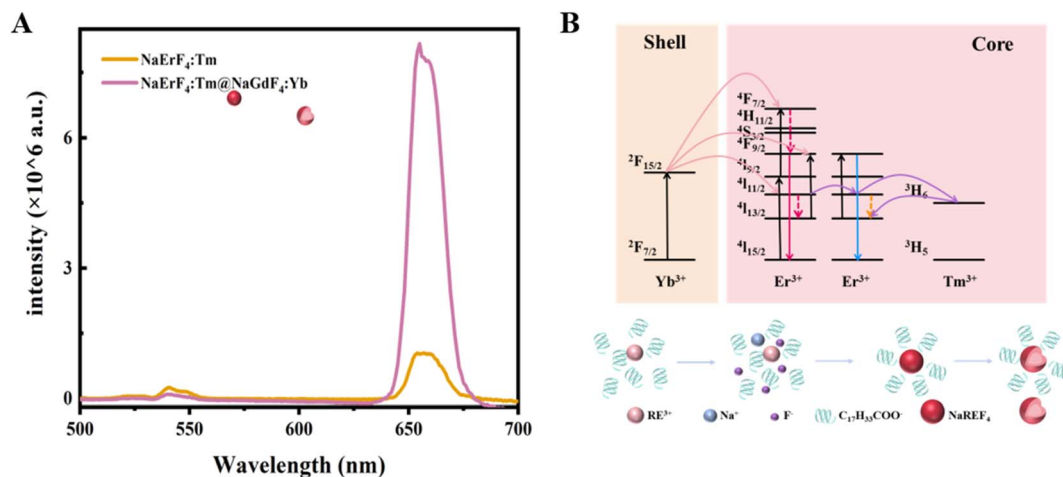 A
NaErF₄:Tm
NaErF₄:Tm@NaGdF₄:Yb
intensity (×10^6 a.u.)
6
3
0
500
550
600
650
700
Wavelength (nm)
B
Shell
Core
²F₁₅/₂
²F₇/₂
Yb³⁺
⁴F₇/₂
⁴H₁₁/₂
⁴S₃/₂
⁴F₉/₂
⁴I₉/₂
⁴I₁₁/₂
⁴I₁₃/₂
⁴I₁₅/₂
Er³⁺
Er³⁺
³H₆
³H₅
Tm³⁺
RE³⁺
Na⁺
F⁻
C₁₇H₃₃COO⁻
NaREF₄